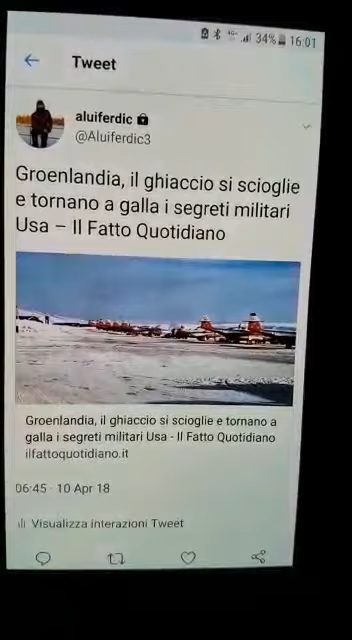 34% 16:01
Tweet
aluiferdic
@Aluiferdic3
Groenlandia, il ghiaccio si scioglie
e tornano a galla i segreti militari
Usa – Il Fatto Quotidiano
Groenlandia, il ghiaccio si scioglie e tornano a
galla i segreti militari Usa - Il Fatto Quotidiano
ilfattoquotidiano.it
06:45 · 10 Apr 18
Visualizza interazioni Tweet